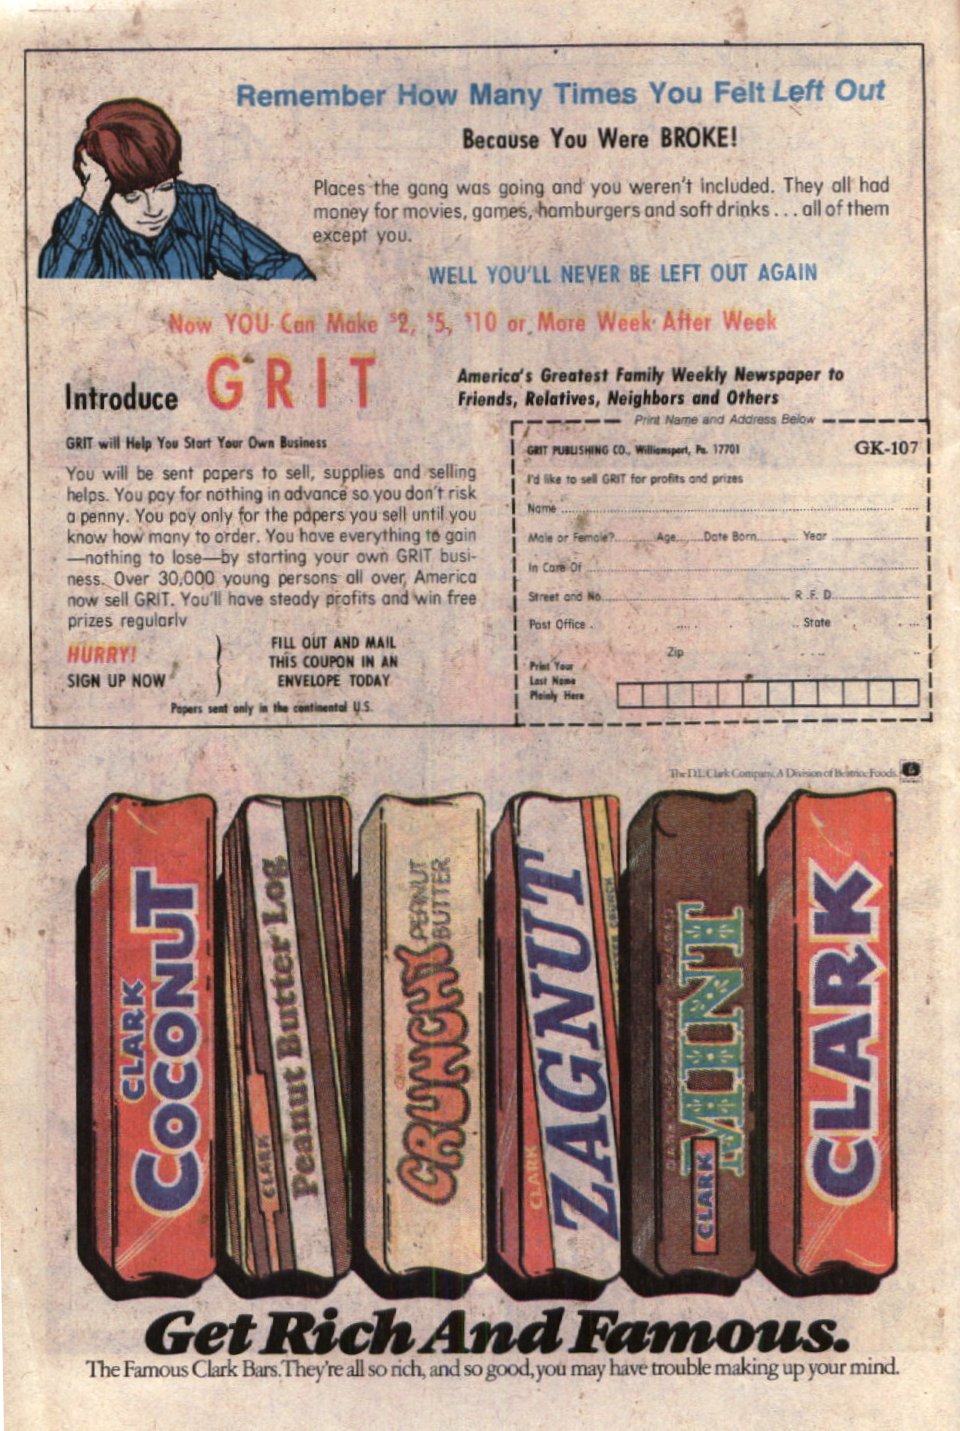 Remember How Many Times You Felt Left Out
Because You Were BROKE!
Places the gang was going and you weren't included. They all had
money for movies, games, hamburgers and soft drinks . . . all of them
except you.
WELL YOU'LL NEVER BE LEFT OUT AGAIN
Now YOU Can Make $2, $5, $10 or More Week After Week
Introduce GRIT
America's Greatest Family Weekly Newspaper to
Friends, Relatives, Neighbors and Others
GRIT will Help You Start Your Own Business
You will be sent papers to sell, supplies and selling
helps. You pay for nothing in advance so you don't risk
a penny. You pay only for the papers you sell until you
know how many to order. You have everything to gain
—nothing to lose—by starting your own GRIT busi-
ness. Over 30,000 young persons all over America
now sell GRIT. You'll have steady profits and win free
prizes regularly
HURRY!
SIGN UP NOW
FILL OUT AND MAIL
THIS COUPON IN AN
ENVELOPE TODAY
Papers sent only in the continental U.S.
Print Name and Address Below
GRIT PUBLISHING CO., Williamsport, Pa. 17701 GK-107
I'd like to sell GRIT for profits and prizes
Name
Male or Female? Age Date Born Year
In Care Of
Street and No. R.F.D.
Post Office State
Zip
Print Your
Last Name
Plainly Here
The D.L. Clark Company, A Division of Beatrice Foods.
CLARK
COCONUT
CLARK
Peanut Butter Log
CRUNCHY
PEANUT
BUTTER
CLARK
ZAGNUT
CLARK
MINT
CLARK
Get Rich And Famous.
The Famous Clark Bars. They're all so rich, and so good, you may have trouble making up your mind.